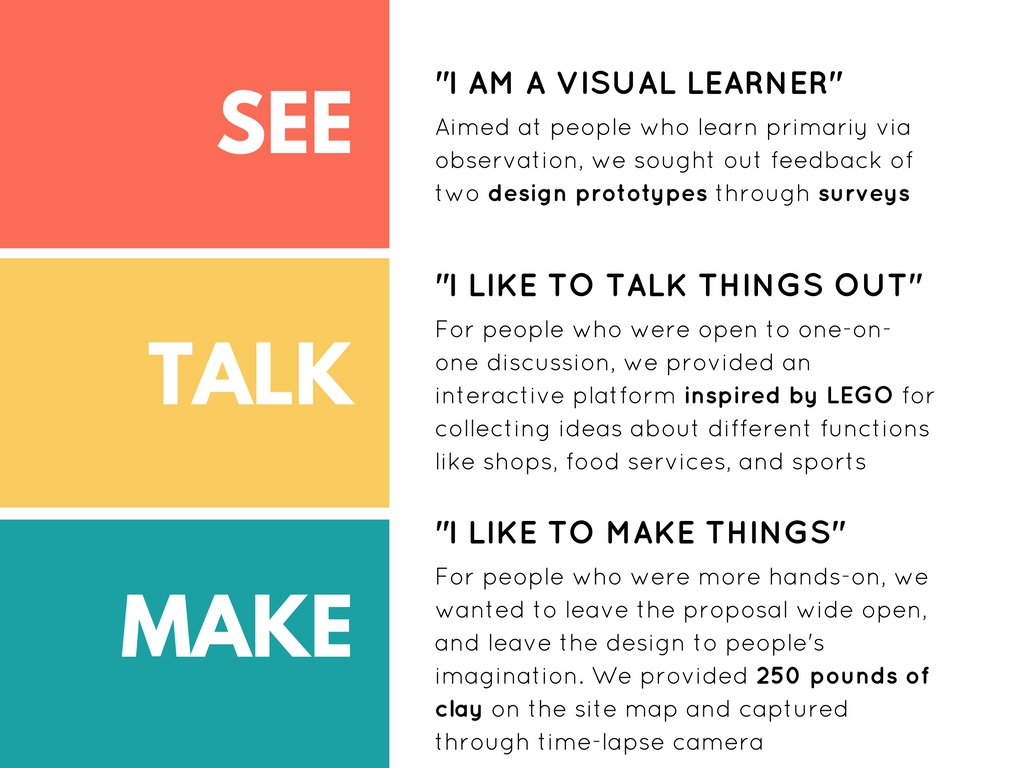 SEE
"I AM A VISUAL LEARNER"
Aimed at people who learn primariy via
observation, we sought out feedback of
two design prototypes through surveys
TALK
"I LIKE TO TALK THINGS OUT"
For people who were open to one-on-
one discussion, we provided an
interactive platform inspired by LEGO for
collecting ideas about different functions
like shops, food services, and sports
MAKE
"I LIKE TO MAKE THINGS"
For people who were more hands-on, we
wanted to leave the proposal wide open,
and leave the design to people's
imagination. We provided 250 pounds of
clay on the site map and captured
through time-lapse camera